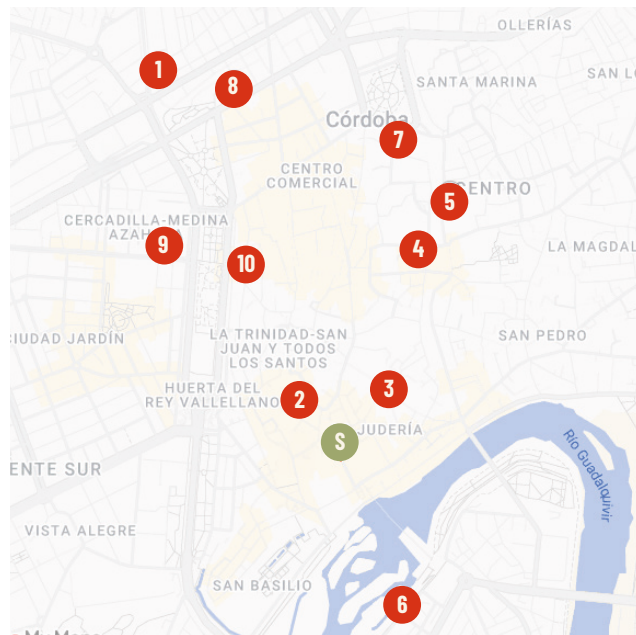 OLLERÍAS
1
8
SANTA MARINA
SAN LO
Córdoba
7
CENTRO
COMERCIAL
CENTRO
5
CERCADILLA-MEDINA
AZAHARA
9
10
4
LA MAGDAL
CIUDAD JARDÍN
LA TRINIDAD-SAN
JUAN Y TODOS
LOS SANTOS
SAN PEDRO
HUERTA DEL
REY VALLELLANO
2
3
S
JUDERÍA
Río Guadalquivir
ENTE SUR
VISTA ALEGRE
SAN BASILIO
6